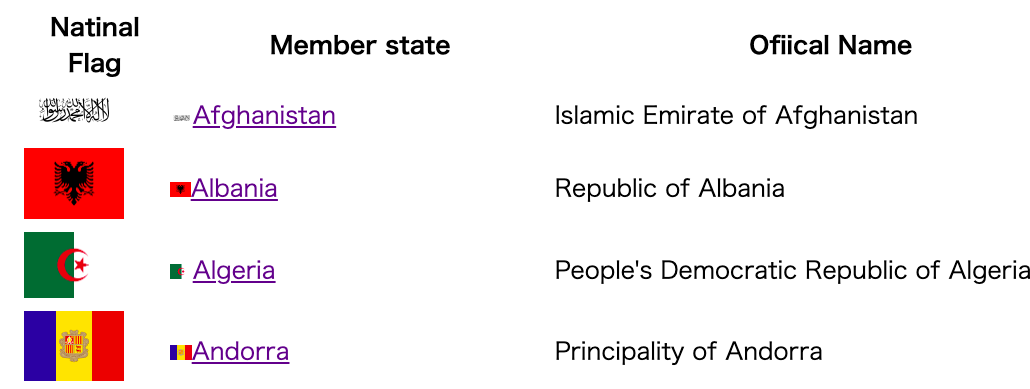 Natinal
Flag
Member state
Ofiical Name
Afghanistan
Islamic Emirate of Afghanistan
Albania
Republic of Albania
Algeria
People's Democratic Republic of Algeria
Andorra
Principality of Andorra